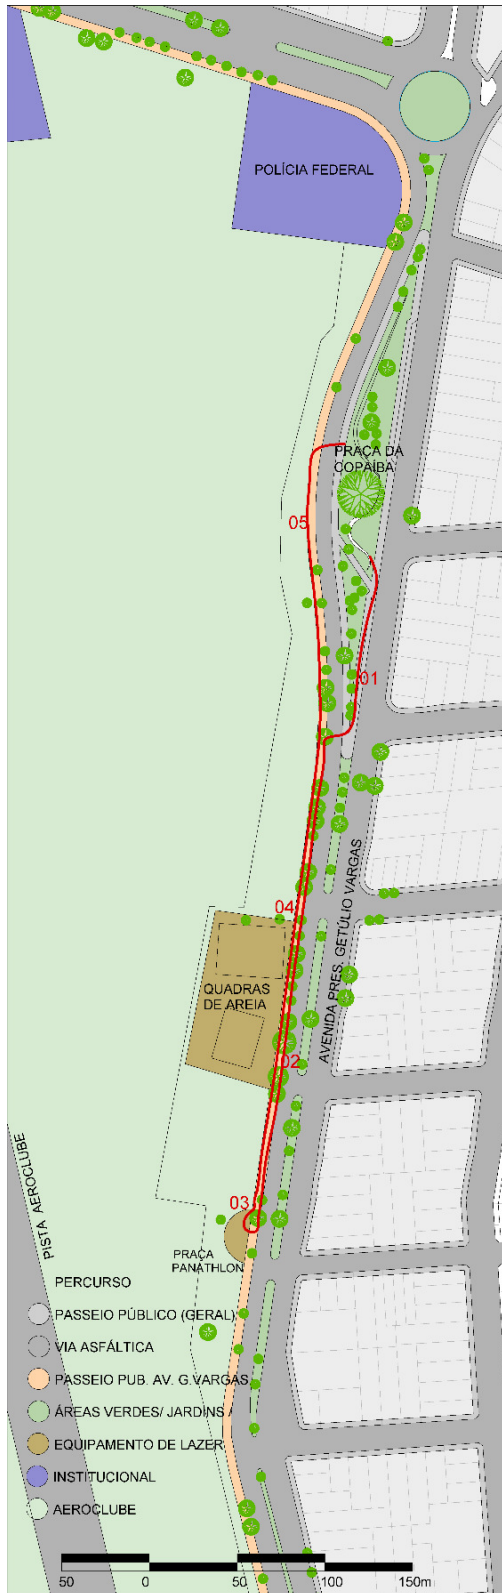 POLÍCIA FEDERAL
PRAÇA DA
COPAÍBA
05
01
04
AVENIDA PRES. GETÚLIO VARGAS
QUADRAS
DE AREIA
02
03
PISTA AEROCLUBE
PRAÇA
PANATHLON
PERCURSO
PASSEIO PÚBLICO (GERAL)
VIA ASFÁLTICA
PASSEIO PUB. AV. G.VARGAS
ÁREAS VERDES/ JARDINS /
EQUIPAMENTO DE LAZER
INSTITUCIONAL
AEROCLUBE
50 0 50 100 150m